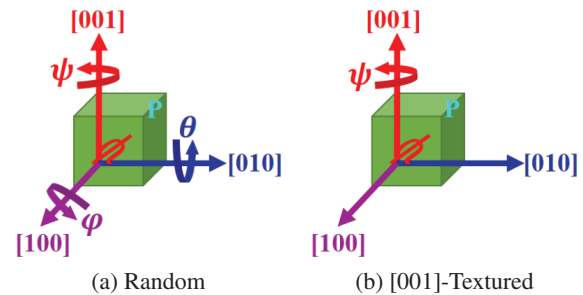 [001]
ψ
P
θ
[010]
φ
[100]
(a) Random
[001]
ψ
P
[010]
[100]
(b) [001]-Textured